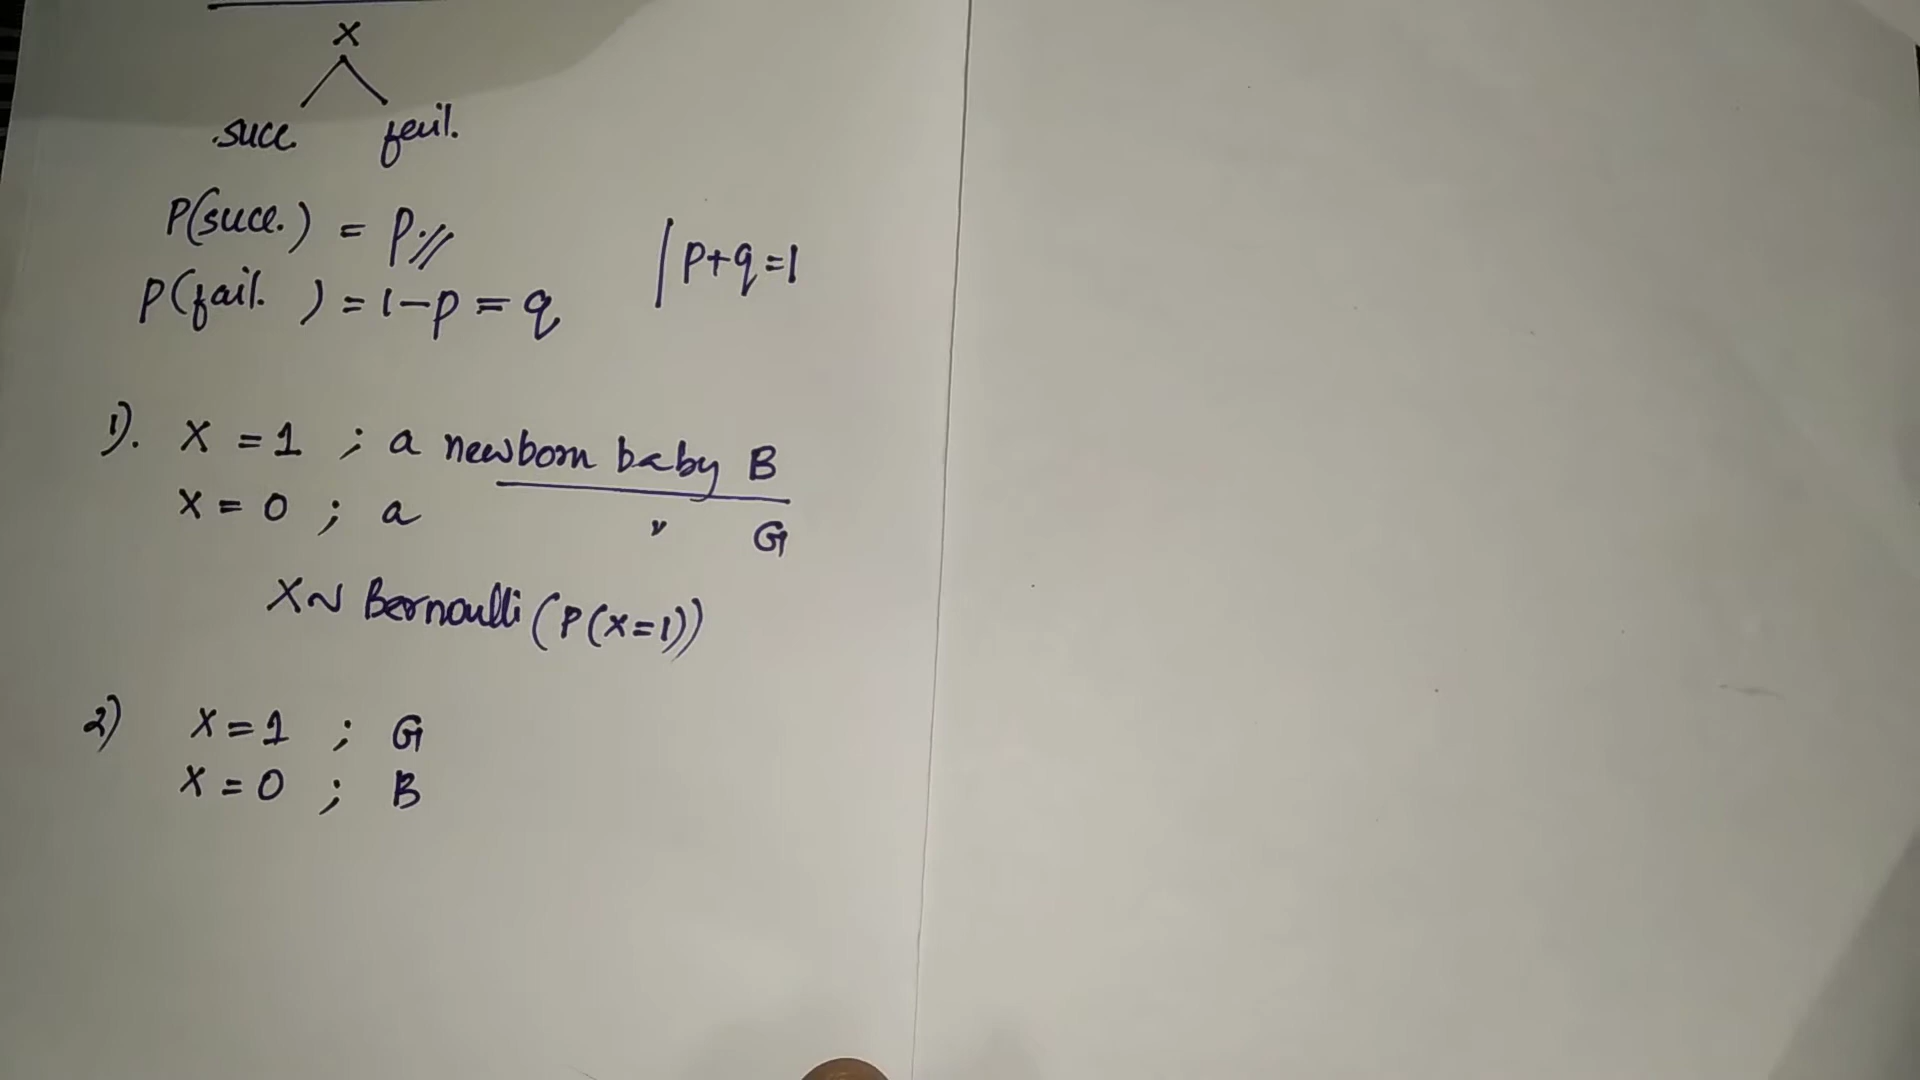 X
succ. fail.
P(succ.) = p //
P(fail. ) = 1-p = q
| p+q=1
1). X = 1 ; a newborn baby B
X = 0 ; a " G
X ~ Bernoulli (P(X=1))
2) X = 1 ; G
X = 0 ; B